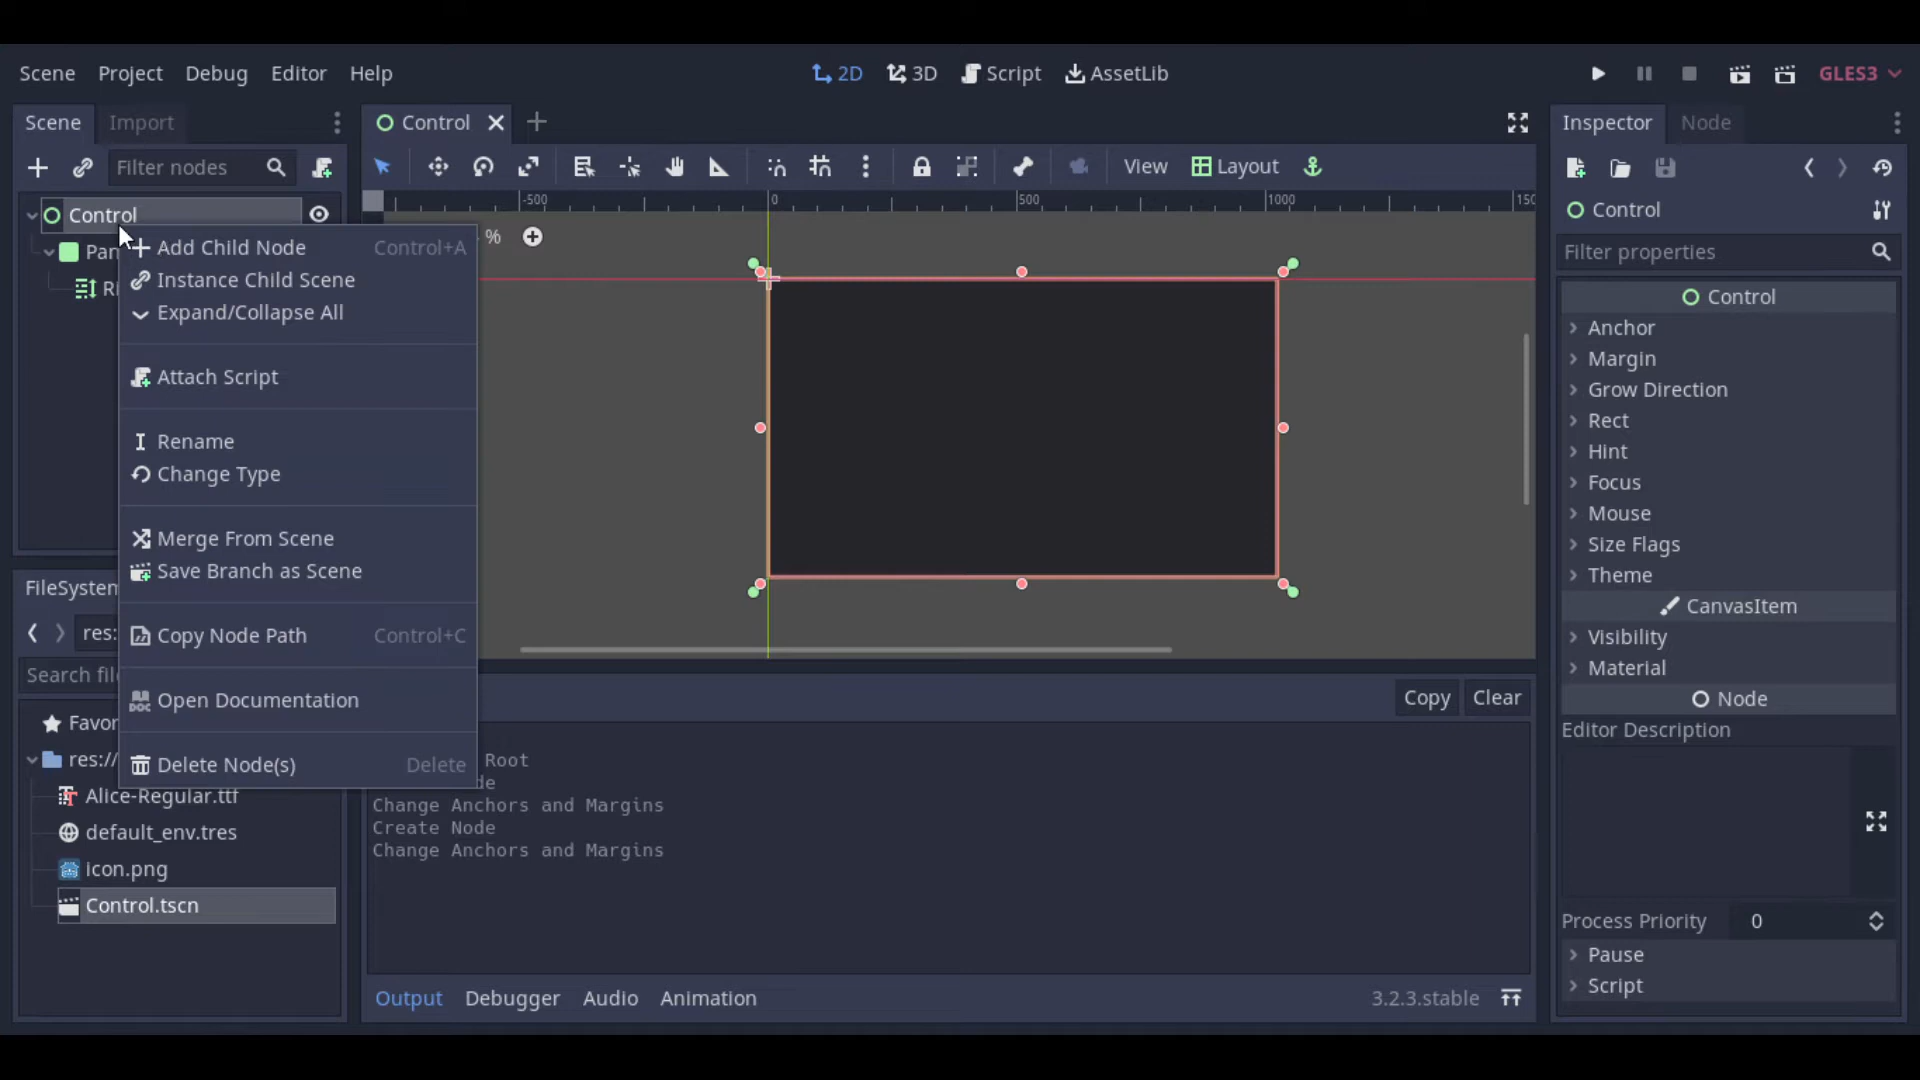 Scene Project Debug Editor Help 2D 3D Script AssetLib GLES3
Scene Import
Control
Inspector Node
Filter nodes
View Layout
-500 0 500 1000
Control
Control
Filter properties
%
Add Child Node Control+A
Instance Child Scene
Expand/Collapse All
Attach Script
Rename
Change Type
Merge From Scene
Save Branch as Scene
Copy Node Path Control+C
Open Documentation
Delete Node(s) Delete
Control
Anchor
Margin
Grow Direction
Rect
Hint
Focus
Mouse
Size Flags
Theme
CanvasItem
Visibility
Material
Node
Editor Description
Process Priority 0
Pause
Script
FileSystem
res:
Search
res://
Alice-Regular.ttf
default_env.tres
icon.png
Control.tscn
Copy Clear
Root
Change Anchors and Margins
Create Node
Change Anchors and Margins
Output Debugger Audio Animation 3.2.3.stable